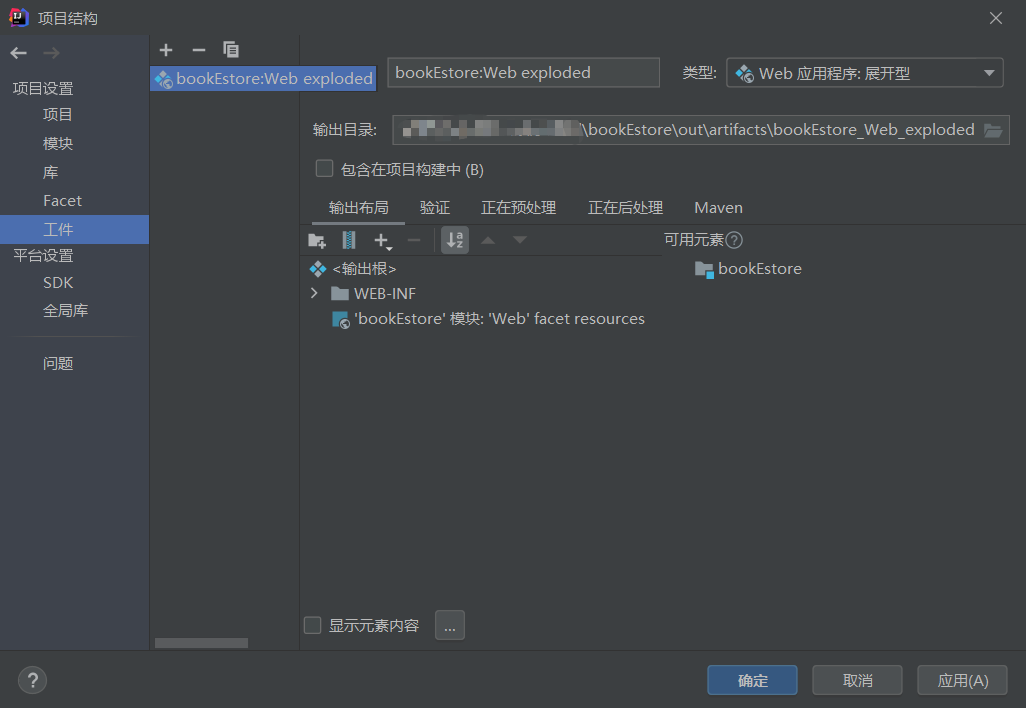 项目结构
项目设置
项目
模块
库
Facet
工件
平台设置
SDK
全局库
问题
bookEstore:Web exploded
bookEstore:Web exploded
类型: Web 应用程序: 展开型
输出目录: \bookEstore\out\artifacts\bookEstore_Web_exploded
包含在项目构建中 (B)
输出布局 验证 正在预处理 正在后处理 Maven
可用元素
<输出根>
WEB-INF
'bookEstore' 模块: 'Web' facet resources
bookEstore
显示元素内容 ...
? 确定 取消 应用(A)